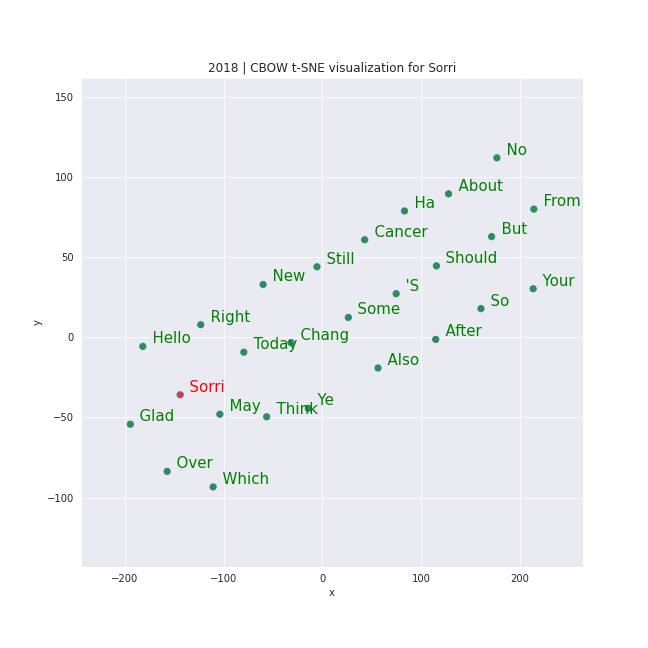 2018 | CBOW t-SNE visualization for Sorri
150
No
About
100
Ha
From
Cancer
But
Still
Should
50
New
'S
Your
Right
Some
So
Hello
Today
Chang
After
0
y
Also
Sorri
Glad
May
Think
Ye
−50
Over
Which
−100
−200
−100
0
100
200
x